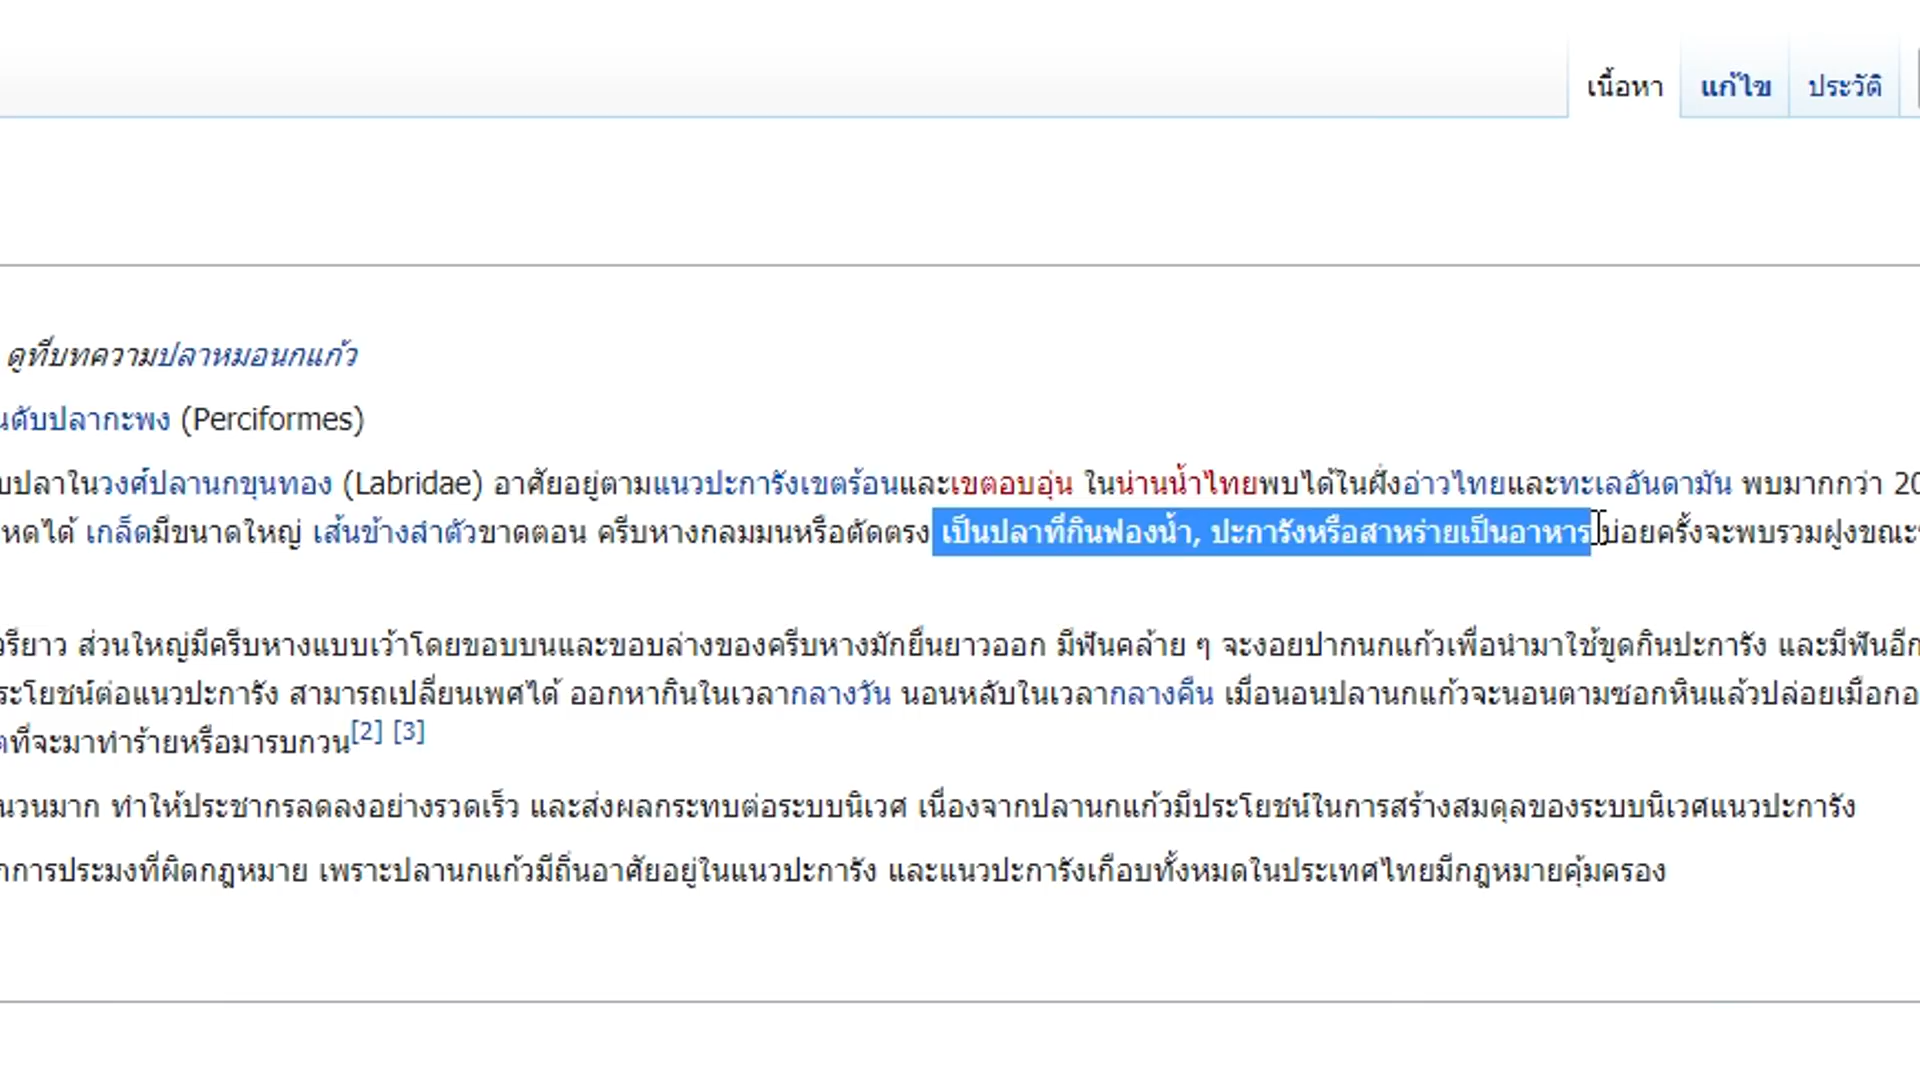 เนื้อหา แก้ไข ประวัติ
ดูที่บทความปลาหมอนกแก้ว
นดับปลากะพง (Perciformes)
บปลาในวงศ์ปลานกขุนทอง (Labridae) อาศัยอยู่ตามแนวปะการังเขตร้อนและเขตอบอุ่น ในน่านน้ำไทยพบได้ในฝั่งอ่าวไทยและทะเลอันดามัน พบมากกว่า 20
หดได้ เกล็ดมีขนาดใหญ่ เส้นข้างลำตัวขาดตอน ครีบหางกลมมนหรือตัดตรง เป็นปลาที่กินฟองน้ำ, ปะการังหรือสาหร่ายเป็นอาหาร บ่อยครั้งจะพบรวมฝูงขณะ
รียาว ส่วนใหญ่มีครีบหางแบบเว้าโดยขอบบนและขอบล่างของครีบหางมักยื่นยาวออก มีฟันคล้าย ๆ จะงอยปากนกแก้วเพื่อนำมาใช้ขูดกินปะการัง และมีฟันอีก
ระโยชน์ต่อแนวปะการัง สามารถเปลี่ยนเพศได้ ออกหากินในเวลากลางวัน นอนหลับในเวลากลางคืน เมื่อนอนปลานกแก้วจะนอนตามซอกหินแล้วปล่อยเมือกอ
ที่จะมาทำร้ายหรือมารบกวน[2] [3]
นวนมาก ทำให้ประชากรลดลงอย่างรวดเร็ว และส่งผลกระทบต่อระบบนิเวศ เนื่องจากปลานกแก้วมีประโยชน์ในการสร้างสมดุลของระบบนิเวศแนวปะการัง
กการประมงที่ผิดกฎหมาย เพราะปลานกแก้วมีถิ่นอาศัยอยู่ในแนวปะการัง และแนวปะการังเกือบทั้งหมดในประเทศไทยมีกฎหมายคุ้มครอง